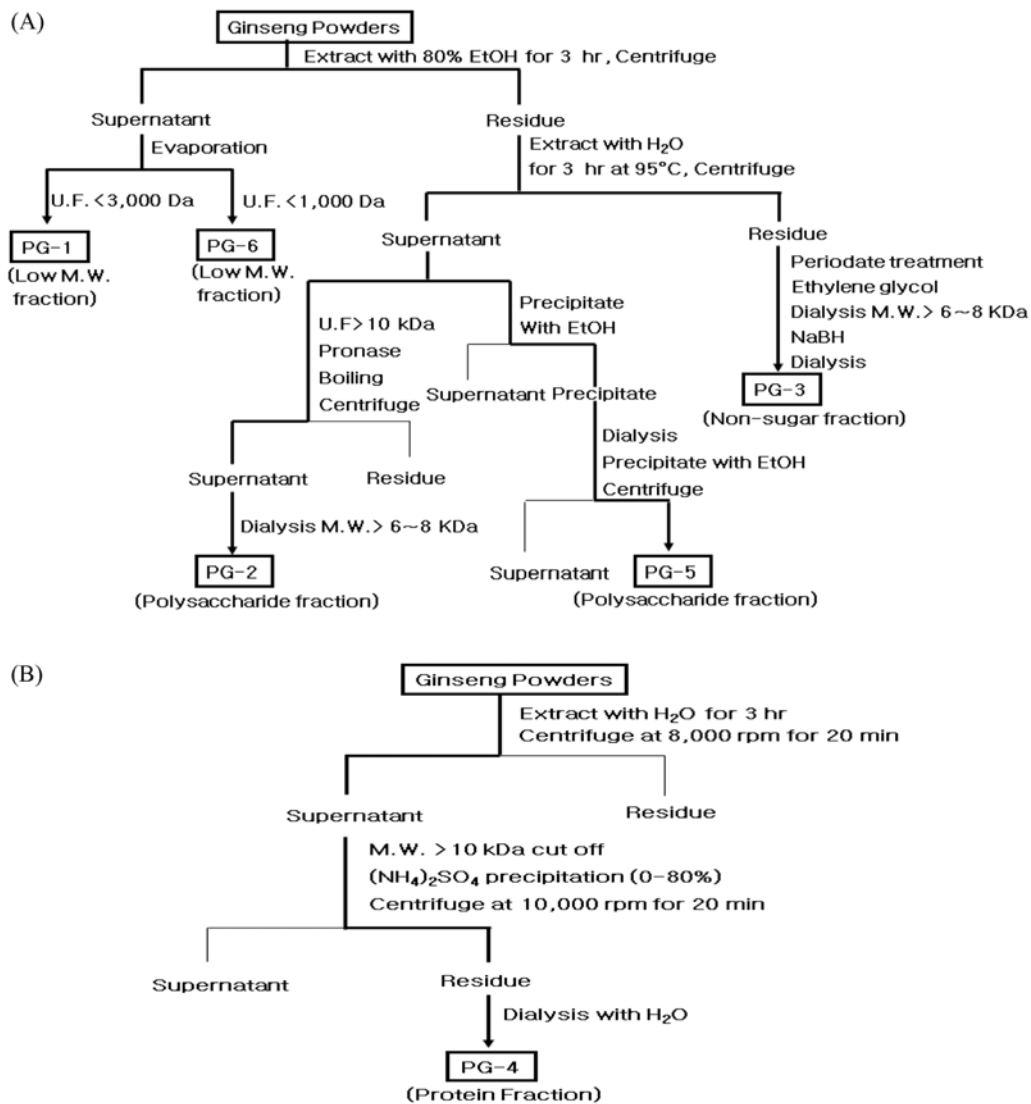 (A)
Ginseng Powders
Extract with 80% EtOH for 3 hr, Centrifuge
Supernatant
Evaporation
U.F.<3,000 Da
U.F.<1,000 Da
PG-1
(Low M.W.
fraction)
PG-6
(Low M.W.
fraction)
Residue
Extract with H₂O
for 3 hr at 95°C, Centrifuge
Supernatant
U.F>10 kDa
Pronase
Boiling
Centrifuge
Supernatant
Residue
Dialysis M.W.> 6~8 KDa
PG-2
(Polysaccharide fraction)
Precipitate
With EtOH
Supernatant Precipitate
Dialysis
Precipitate with EtOH
Centrifuge
Supernatant
PG-5
(Polysaccharide fraction)
Residue
Periodate treatment
Ethylene glycol
Dialysis M.W.> 6~8 KDa
NaBH
Dialysis
PG-3
(Non-sugar fraction)
(B)
Ginseng Powders
Extract with H₂O for 3 hr
Centrifuge at 8,000 rpm for 20 min
Supernatant
Residue
M.W. >10 kDa cut off
(NH₄)₂SO₄ precipitation (0-80%)
Centrifuge at 10,000 rpm for 20 min
Supernatant
Residue
Dialysis with H₂O
PG-4
(Protein Fraction)